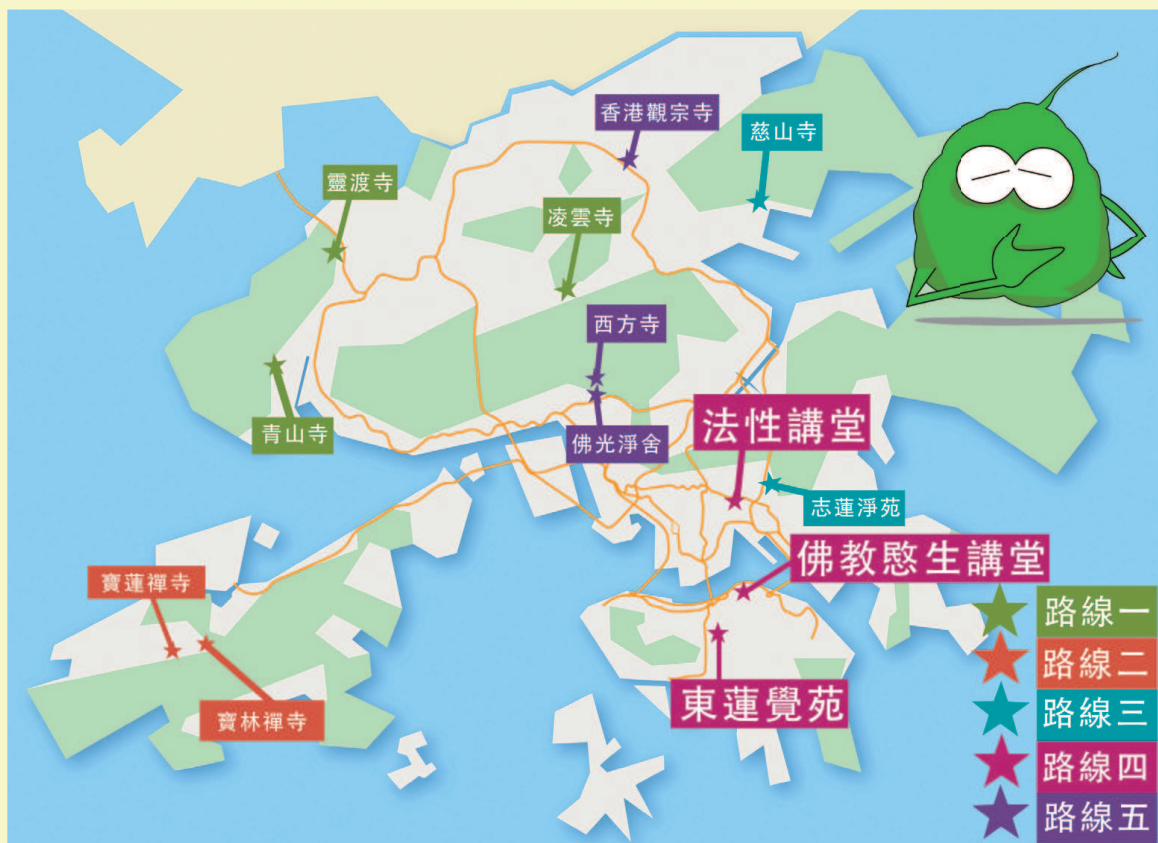 香港觀宗寺
慈山寺
靈渡寺
凌雲寺
西方寺
法性講堂
青山寺
佛光淨舍
志蓮淨苑
佛教愍生講堂
寶蓮禪寺
寶林禪寺
東蓮覺苑
路線一
路線二
路線三
路線四
路線五